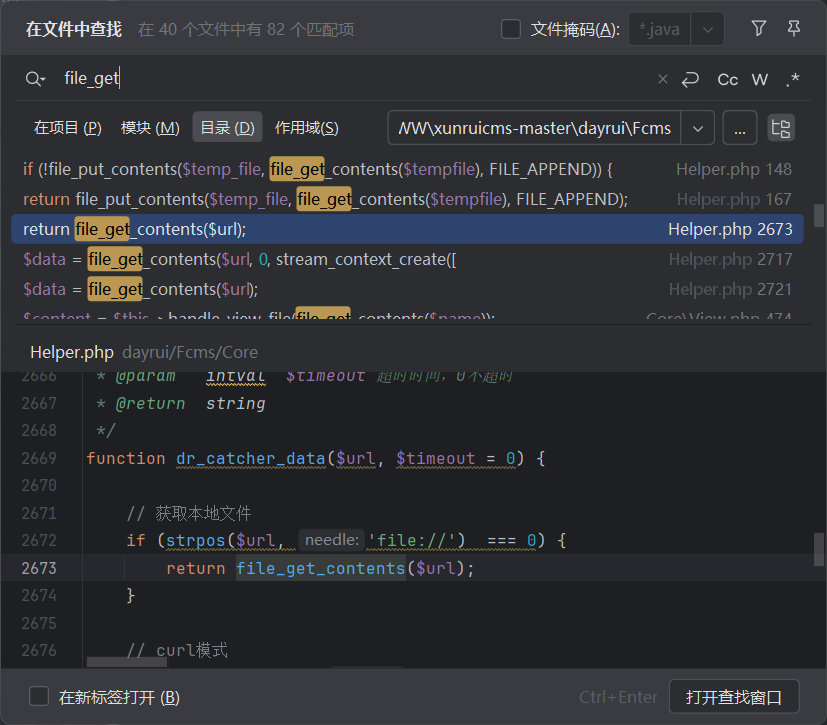 在文件中查找 在 40 个文件中有 82 个匹配项 文件掩码(A): *.java
file_get × Cc W .*
在项目 (P) 模块 (M) 目录 (D) 作用域(S) WW\xunruicms-master\dayrui\Fcms ...
if (!file_put_contents($temp_file, file_get_contents($tempfile), FILE_APPEND)) { Helper.php 148
return file_put_contents($temp_file, file_get_contents($tempfile), FILE_APPEND); Helper.php 167
return file_get_contents($url); Helper.php 2673
$data = file_get_contents($url, 0, stream_context_create([ Helper.php 2717
$data = file_get_contents($url); Helper.php 2721
$content = $this->handle_view_file(file_get_contents($name)); Core\View.php 474
Helper.php dayrui/Fcms/Core
2666 * @param intval $timeout 超时时间，0不超时
2667 * @return string
2668 */
2669 function dr_catcher_data($url, $timeout = 0) {
2670
2671 // 获取本地文件
2672 if (strpos($url, needle: 'file://') === 0) {
2673 return file_get_contents($url);
2674 }
2675
2676 // curl模式
在新标签打开 (B) Ctrl+Enter 打开查找窗口